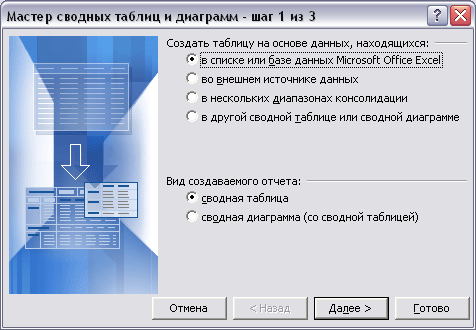 Мастер сводных таблиц и диаграмм - шаг 1 из 3
Создать таблицу на основе данных, находящихся:
в списке или базе данных Microsoft Office Excel
во внешнем источнике данных
в нескольких диапазонах консолидации
в другой сводной таблице или сводной диаграмме
Вид создаваемого отчета:
сводная таблица
сводная диаграмма (со сводной таблицей)
Отмена
< Назад
Далее >
Готово